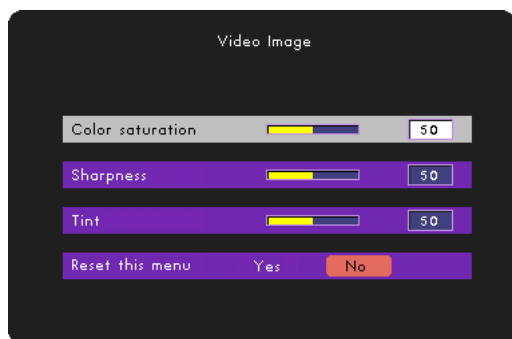 Video Image
Color saturation 50
Sharpness 50
Tint 50
Reset this menu Yes No